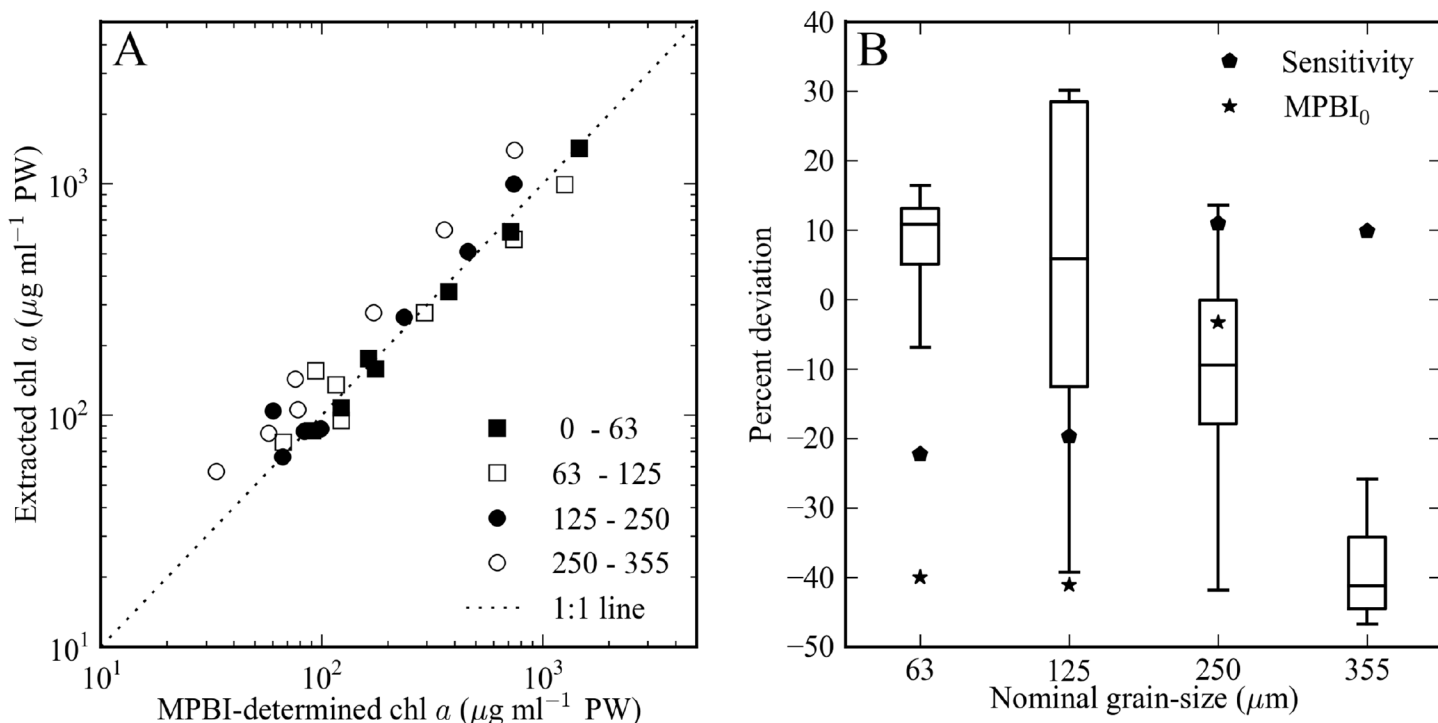 A
Extracted chl a (μg ml⁻¹ PW)
10³
10²
10¹
0 - 63
63 - 125
125 - 250
250 - 355
1:1 line
10¹ 10² 10³
MPBI-determined chl a (μg ml⁻¹ PW)
B
Sensitivity
MPBI₀
Percent deviation
40
30
20
10
0
−10
−20
−30
−40
−50
63 125 250 355
Nominal grain-size (μm)